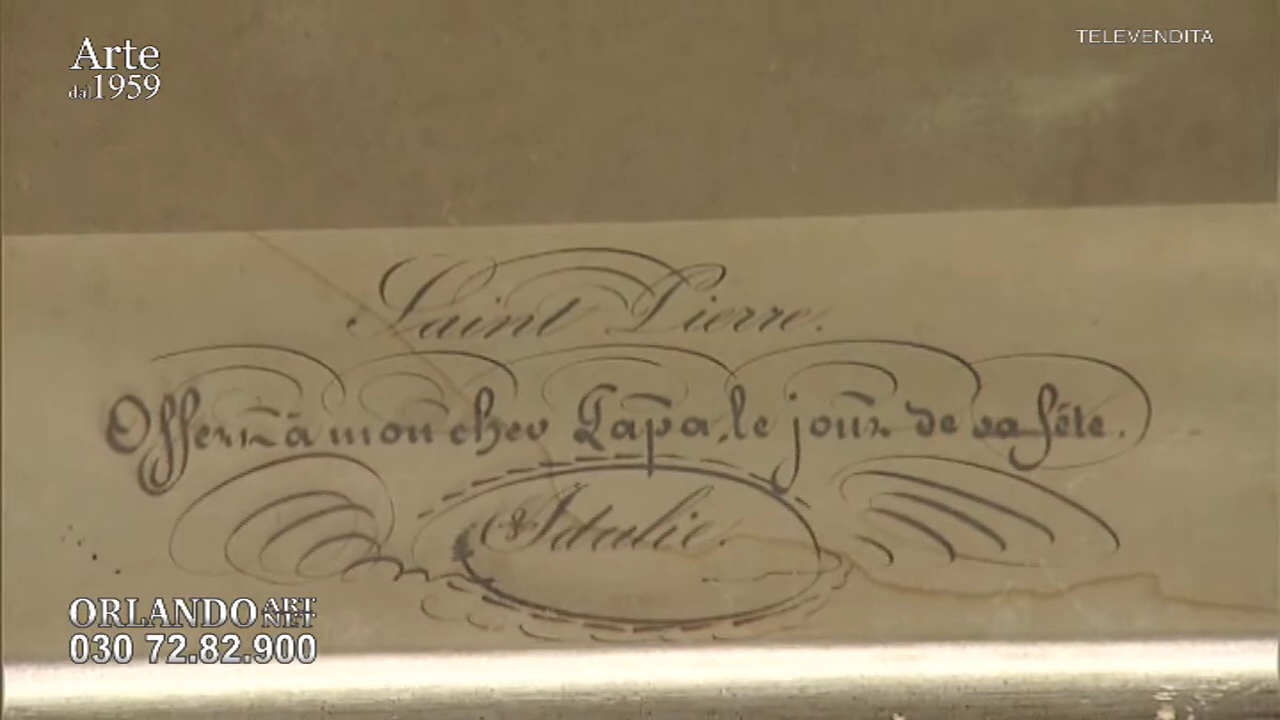 Arte
dal 1959
TELEVENDITA
Saint Pierre.
Offert à mon cher Papa, le jour de sa fête.
Idalie.
ORLANDO ART NET
030 72.82.900